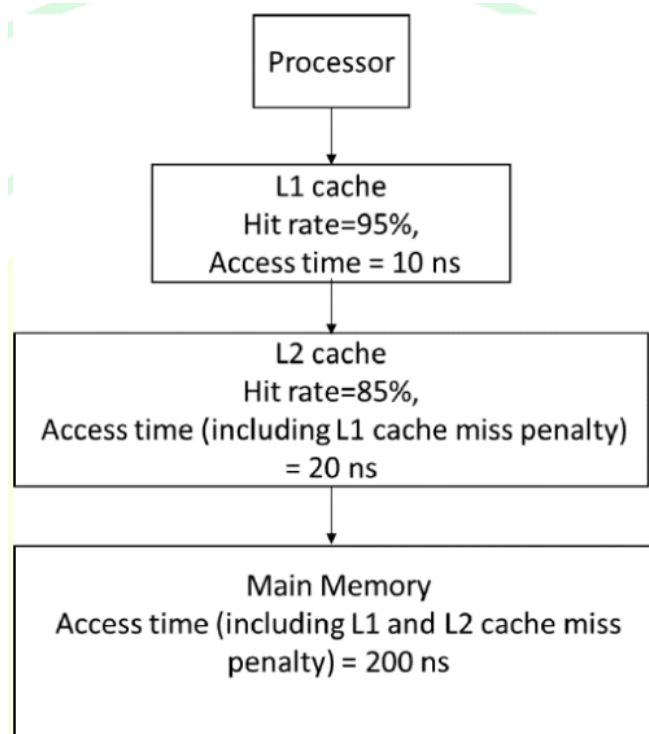 Processor
L1 cache
Hit rate=95%,
Access time = 10 ns
L2 cache
Hit rate=85%,
Access time (including L1 cache miss penalty)
= 20 ns
Main Memory
Access time (including L1 and L2 cache miss
penalty) = 200 ns